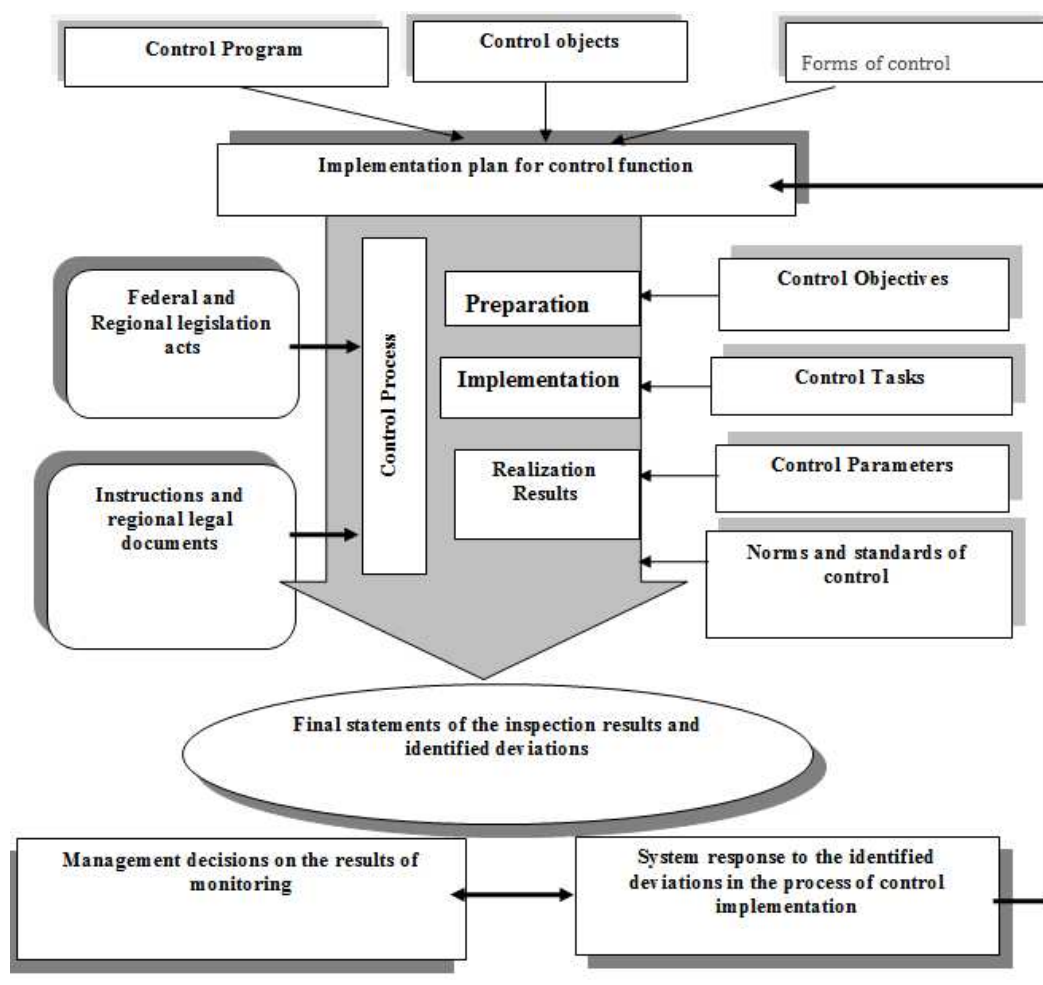 Control Program
Control objects
Forms of control
Implementation plan for control function
Federal and
Regional legislation
acts
Instructions and
regional legal
documents
Control Process
Preparation
Implementation
Realization
Results
Control Objectives
Control Tasks
Control Parameters
Norms and standards of
control
Final statements of the inspection results and
identified deviations
Management decisions on the results of
monitoring
System response to the identified
deviations in the process of control
implementation